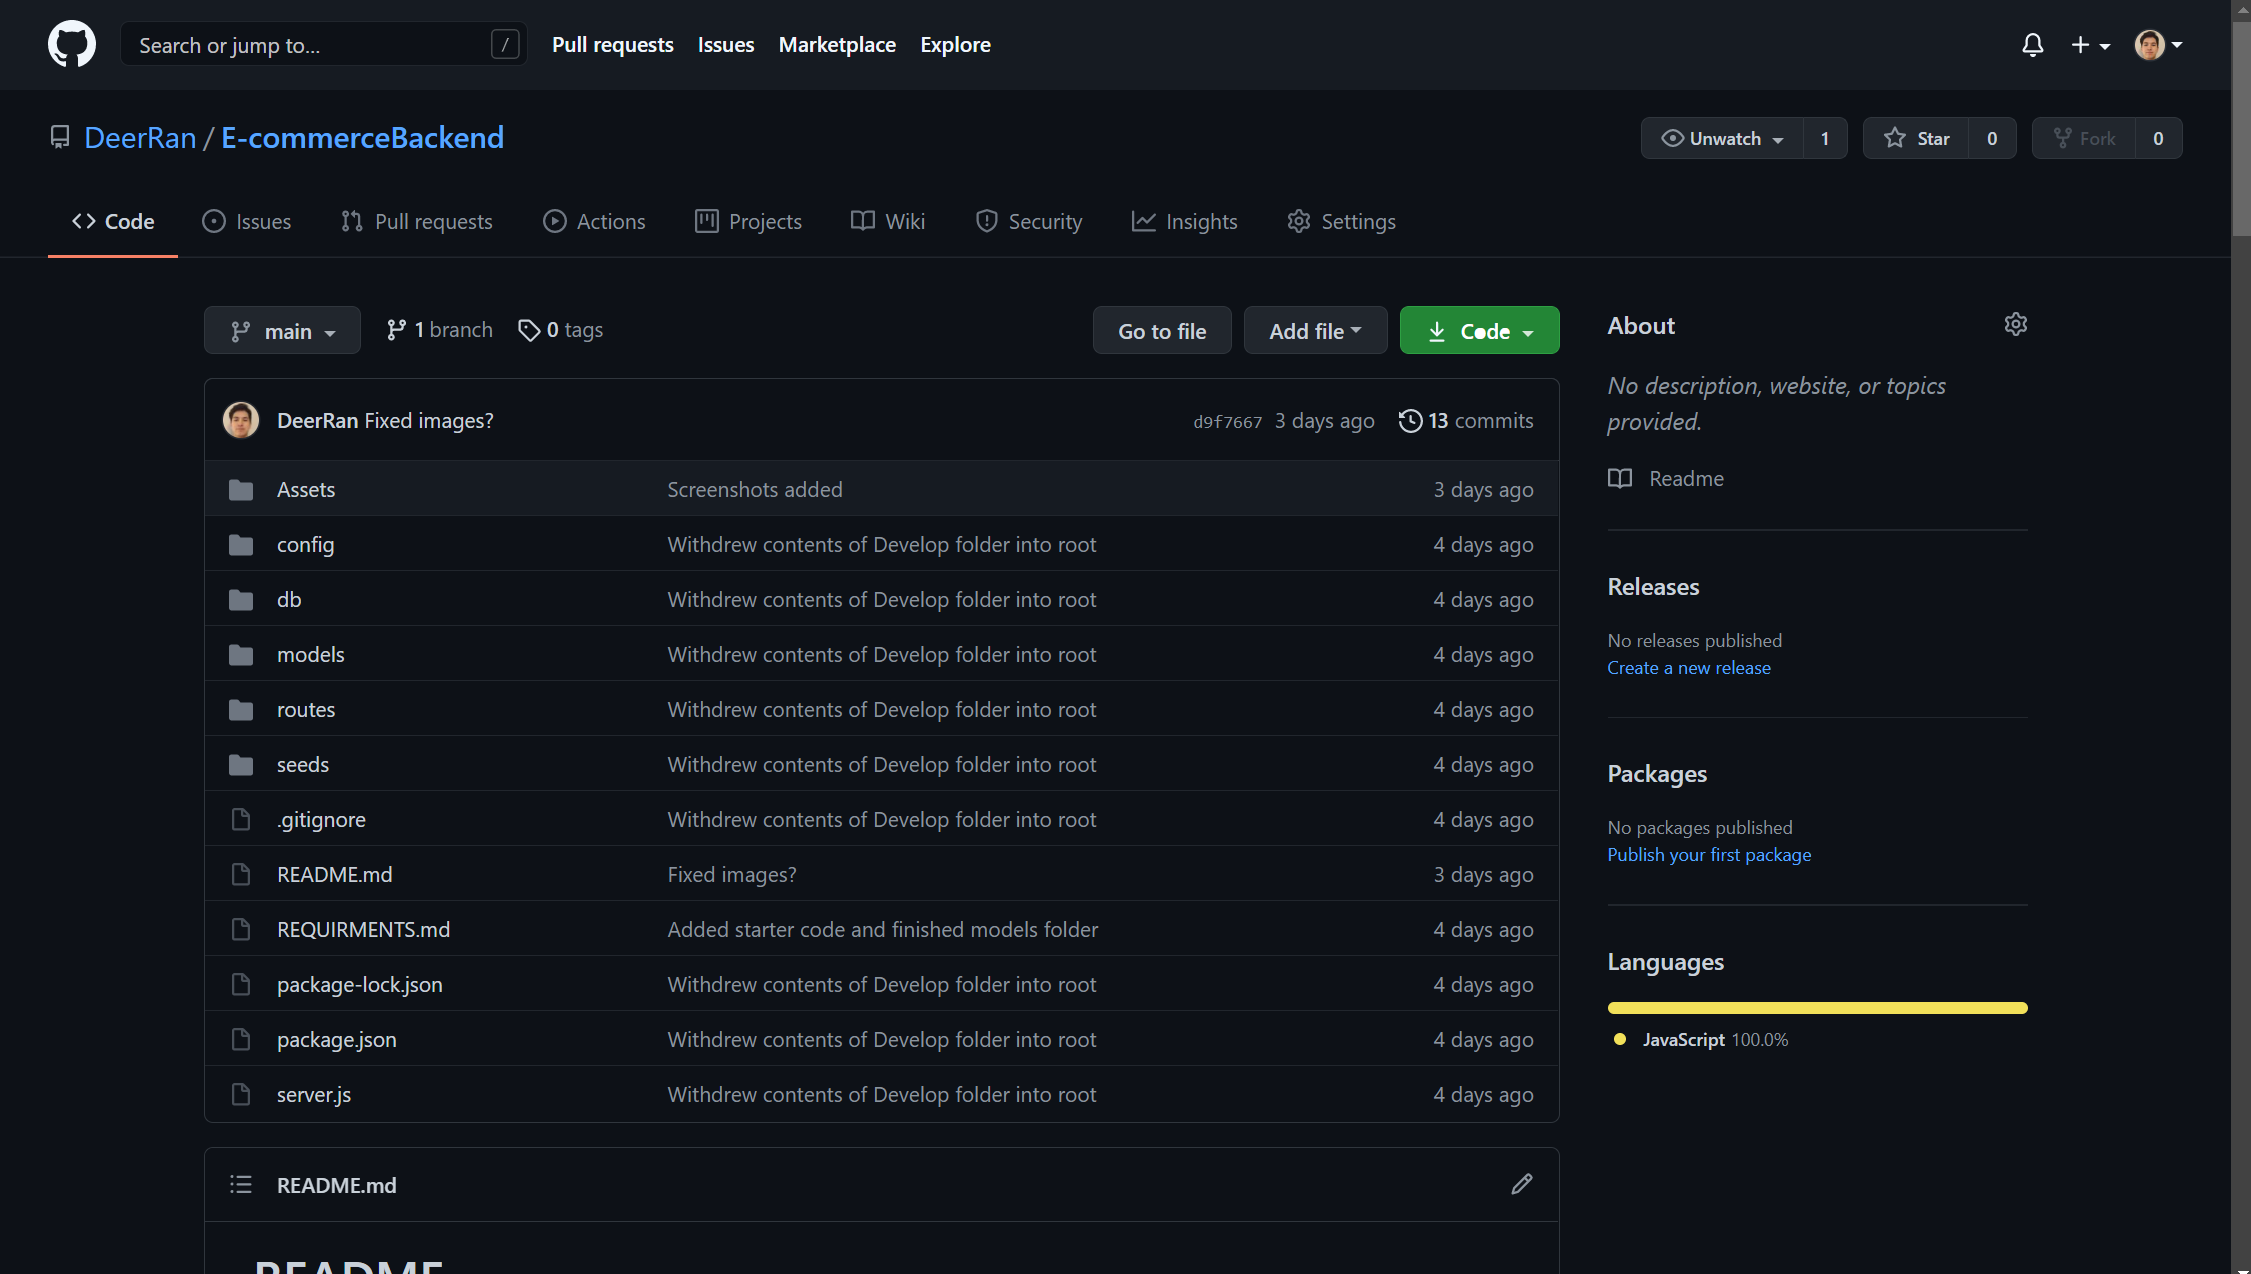 Search or jump to... /
Pull requests Issues Marketplace Explore
DeerRan / E-commerceBackend
Unwatch 1 Star 0 Fork 0
Code Issues Pull requests Actions Projects Wiki Security Insights Settings
main 1 branch 0 tags Go to file Add file Code
DeerRan Fixed images? d9f7667 3 days ago 13 commits
Assets Screenshots added 3 days ago
config Withdrew contents of Develop folder into root 4 days ago
db Withdrew contents of Develop folder into root 4 days ago
models Withdrew contents of Develop folder into root 4 days ago
routes Withdrew contents of Develop folder into root 4 days ago
seeds Withdrew contents of Develop folder into root 4 days ago
.gitignore Withdrew contents of Develop folder into root 4 days ago
README.md Fixed images? 3 days ago
REQUIRMENTS.md Added starter code and finished models folder 4 days ago
package-lock.json Withdrew contents of Develop folder into root 4 days ago
package.json Withdrew contents of Develop folder into root 4 days ago
server.js Withdrew contents of Develop folder into root 4 days ago
README.md
README
About
No description, website, or topics
provided.
Readme
Releases
No releases published
Create a new release
Packages
No packages published
Publish your first package
Languages
JavaScript 100.0%